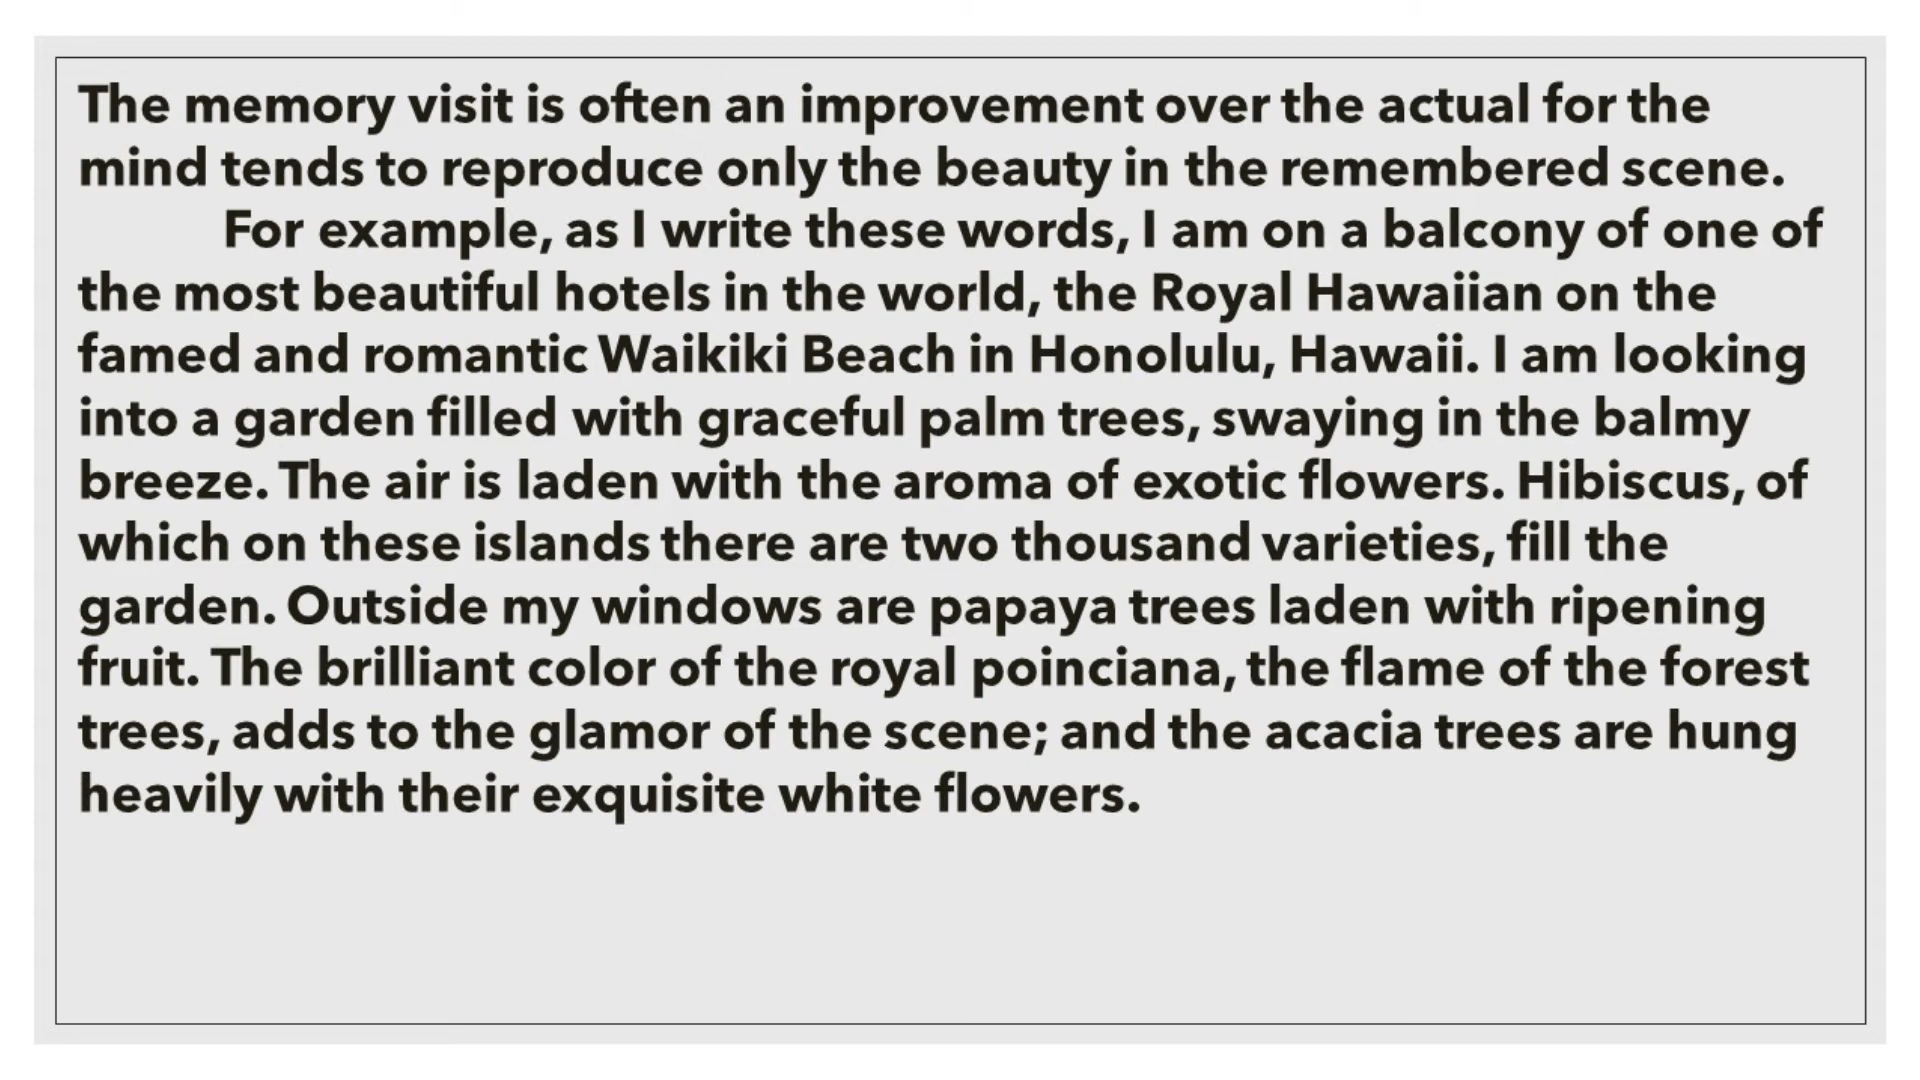 The memory visit is often an improvement over the actual for the
mind tends to reproduce only the beauty in the remembered scene.
For example, as I write these words, I am on a balcony of one of
the most beautiful hotels in the world, the Royal Hawaiian on the
famed and romantic Waikiki Beach in Honolulu, Hawaii. I am looking
into a garden filled with graceful palm trees, swaying in the balmy
breeze. The air is laden with the aroma of exotic flowers. Hibiscus, of
which on these islands there are two thousand varieties, fill the
garden. Outside my windows are papaya trees laden with ripening
fruit. The brilliant color of the royal poinciana, the flame of the forest
trees, adds to the glamor of the scene; and the acacia trees are hung
heavily with their exquisite white flowers.